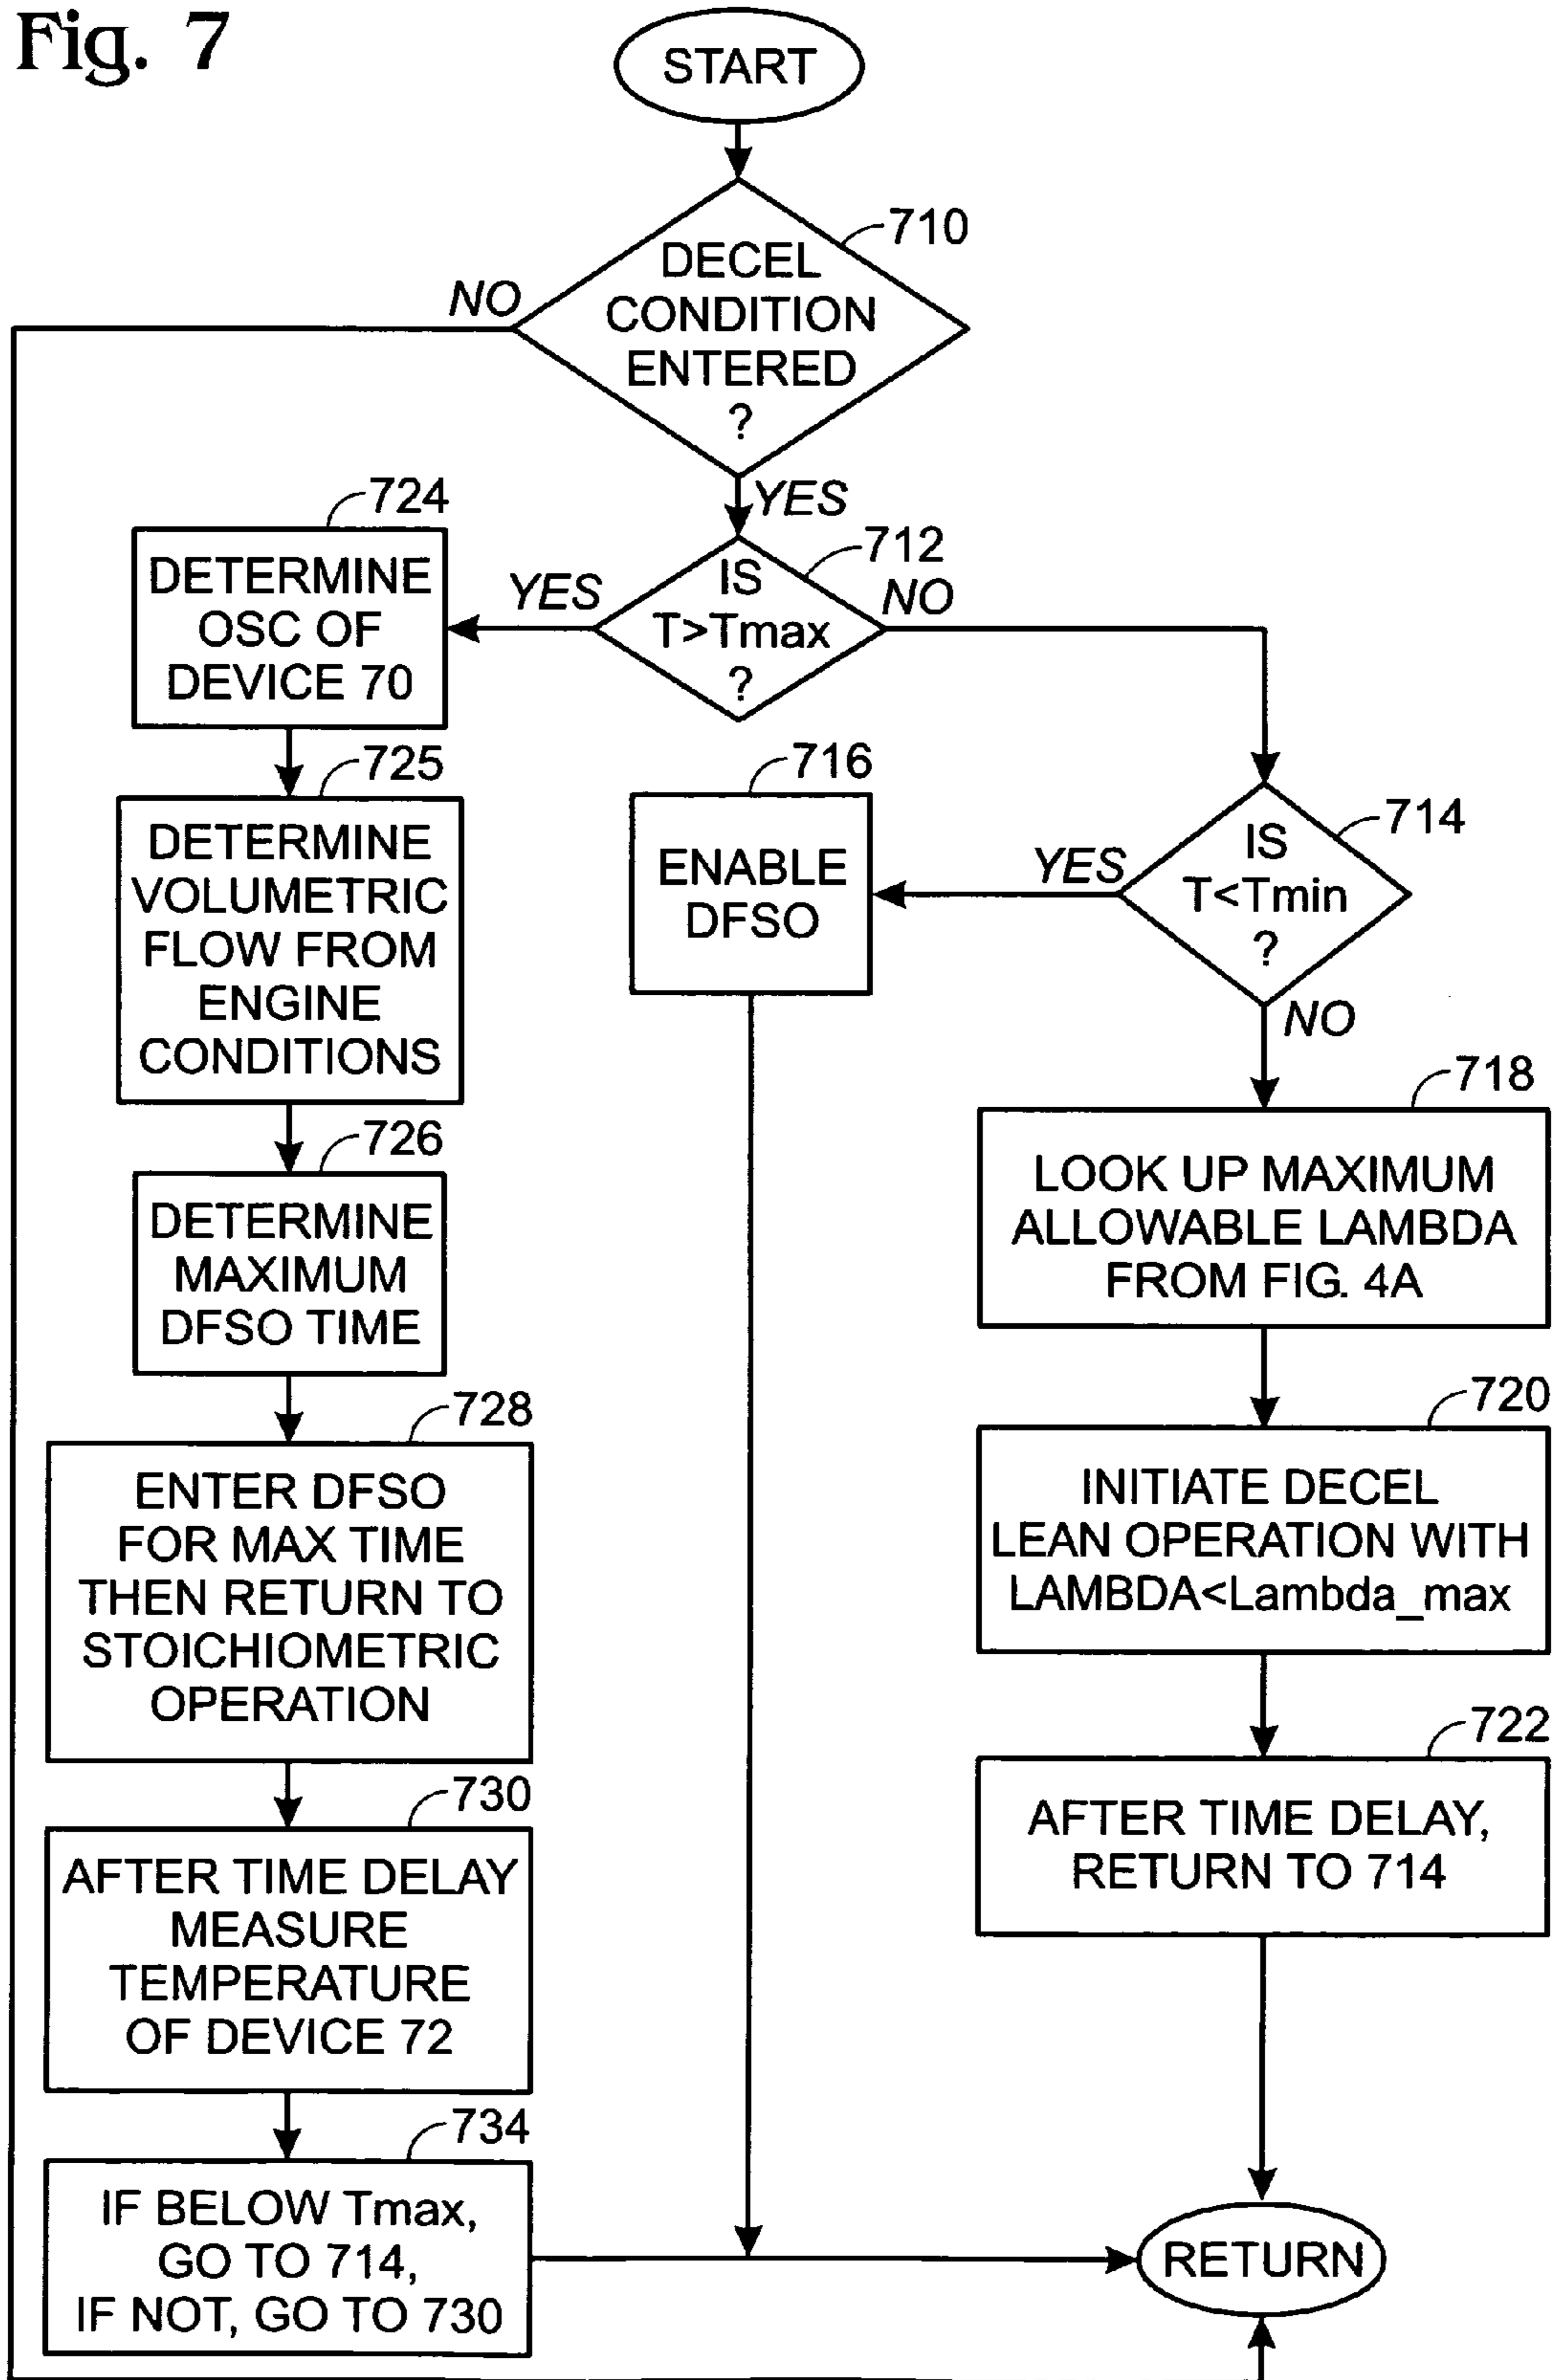 Fig. 7
START
710
DECEL
CONDITION
ENTERED
?
NO
YES
712
IS
T>Tmax
?
YES
NO
724
DETERMINE
OSC OF
DEVICE 70
725
DETERMINE
VOLUMETRIC
FLOW FROM
ENGINE
CONDITIONS
726
DETERMINE
MAXIMUM
DFSO TIME
728
ENTER DFSO
FOR MAX TIME
THEN RETURN TO
STOICHIOMETRIC
OPERATION
730
AFTER TIME DELAY
MEASURE
TEMPERATURE
OF DEVICE 72
734
IF BELOW Tmax,
GO TO 714,
IF NOT, GO TO 730
716
ENABLE
DFSO
714
IS
T<Tmin
?
YES
NO
718
LOOK UP MAXIMUM
ALLOWABLE LAMBDA
FROM FIG. 4A
720
INITIATE DECEL
LEAN OPERATION WITH
LAMBDA<Lambda_max
722
AFTER TIME DELAY,
RETURN TO 714
RETURN